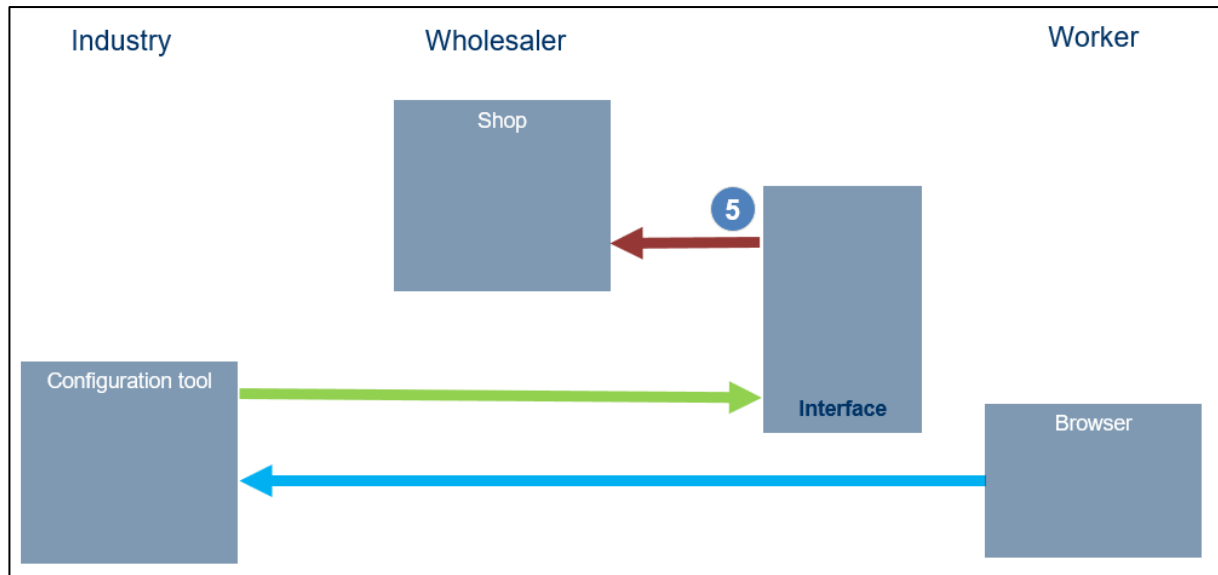 Industry
Wholesaler
Worker
Shop
5
Configuration tool
Interface
Browser